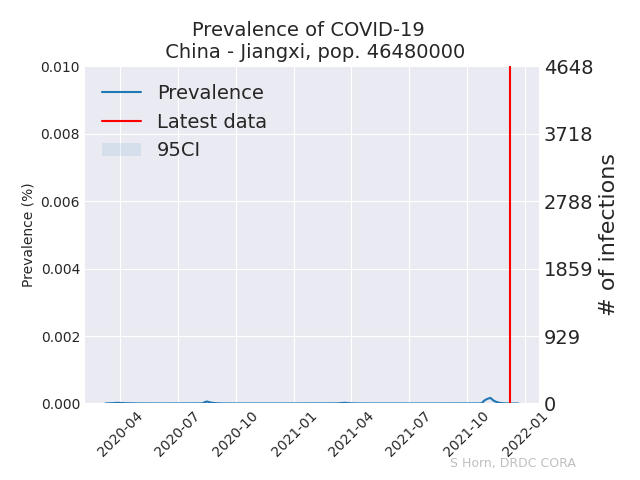 Prevalence of COVID-19
China - Jiangxi, pop. 46480000
0.010
0.008
0.006
0.004
0.002
0.000
Prevalence (%)
Prevalence
Latest data
95CI
4648
3718
2788
1859
929
0
# of infections
2020-04
2020-07
2020-10
2021-01
2021-04
2021-07
2021-10
2022-01
S Horn, DRDC CORA